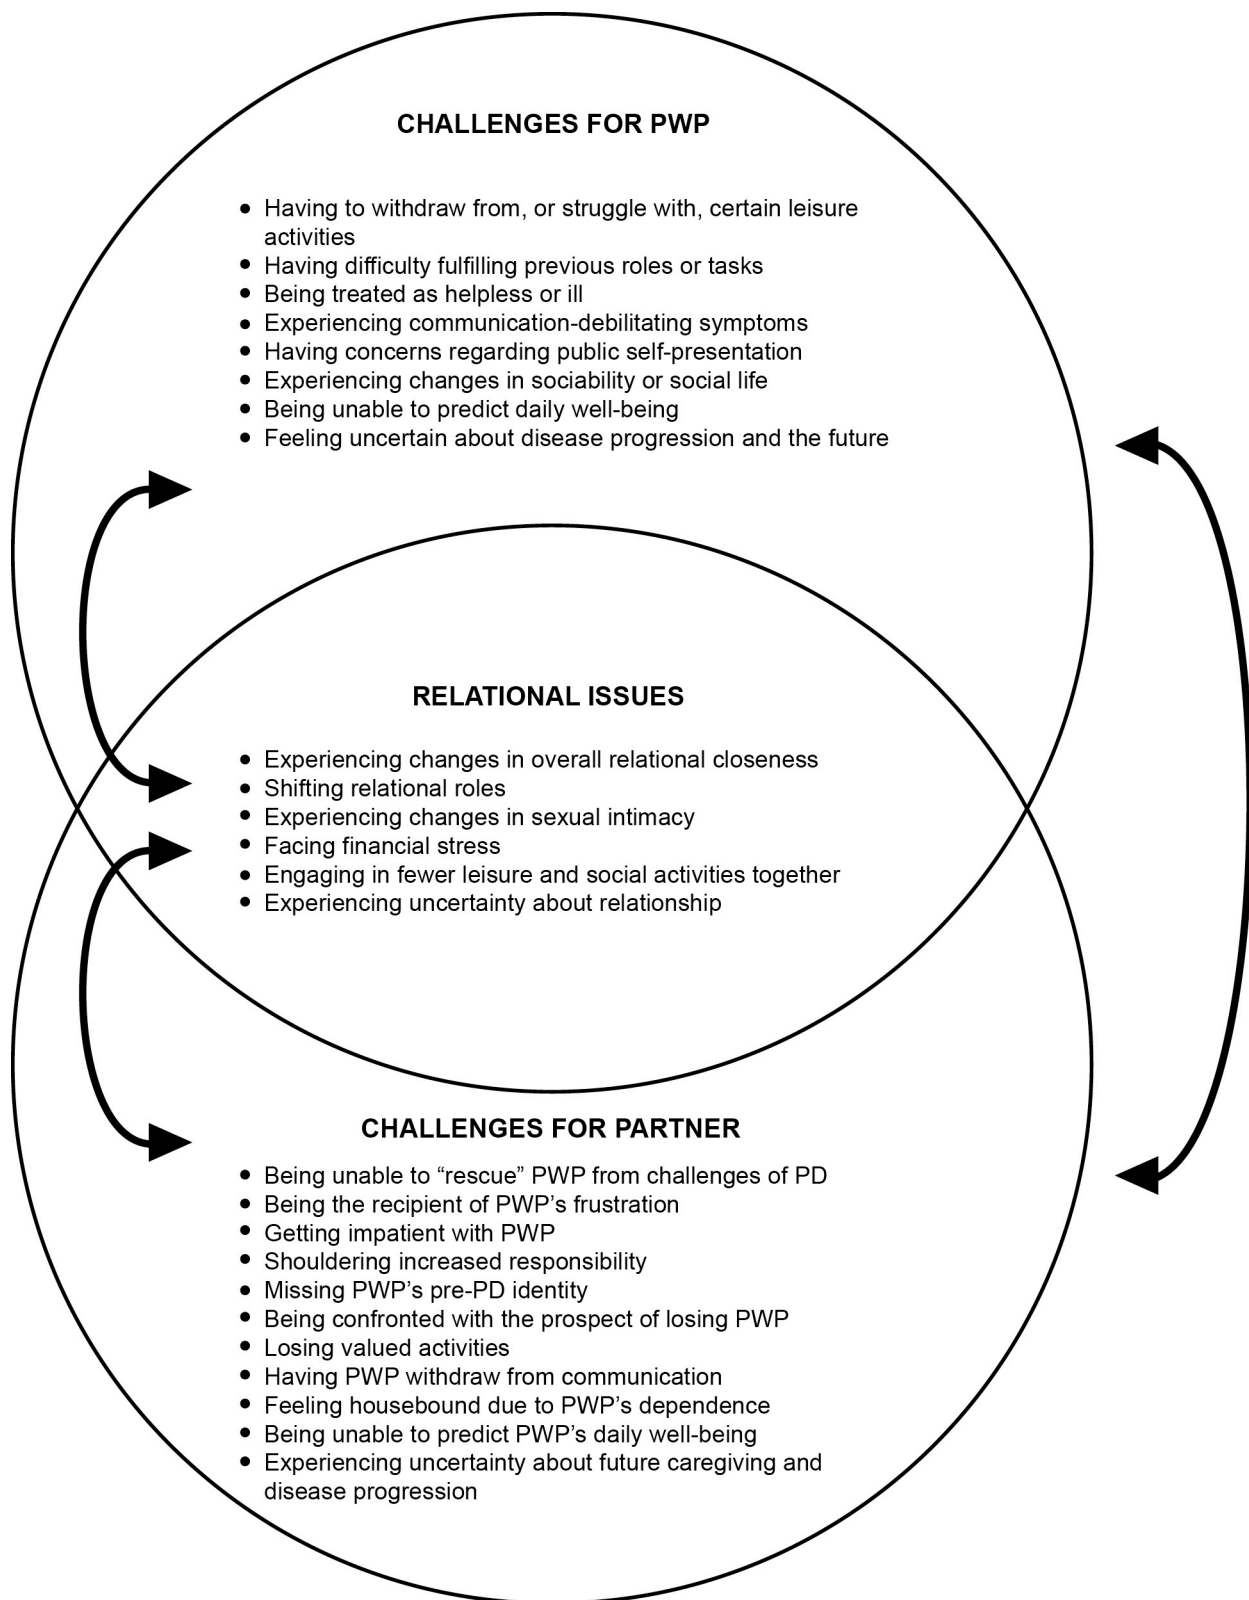 CHALLENGES FOR PWP
• Having to withdraw from, or struggle with, certain leisure
activities
• Having difficulty fulfilling previous roles or tasks
• Being treated as helpless or ill
• Experiencing communication-debilitating symptoms
• Having concerns regarding public self-presentation
• Experiencing changes in sociability or social life
• Being unable to predict daily well-being
• Feeling uncertain about disease progression and the future
RELATIONAL ISSUES
• Experiencing changes in overall relational closeness
• Shifting relational roles
• Experiencing changes in sexual intimacy
• Facing financial stress
• Engaging in fewer leisure and social activities together
• Experiencing uncertainty about relationship
CHALLENGES FOR PARTNER
• Being unable to “rescue” PWP from challenges of PD
• Being the recipient of PWP’s frustration
• Getting impatient with PWP
• Shouldering increased responsibility
• Missing PWP’s pre-PD identity
• Being confronted with the prospect of losing PWP
• Losing valued activities
• Having PWP withdraw from communication
• Feeling housebound due to PWP’s dependence
• Being unable to predict PWP’s daily well-being
• Experiencing uncertainty about future caregiving and
disease progression